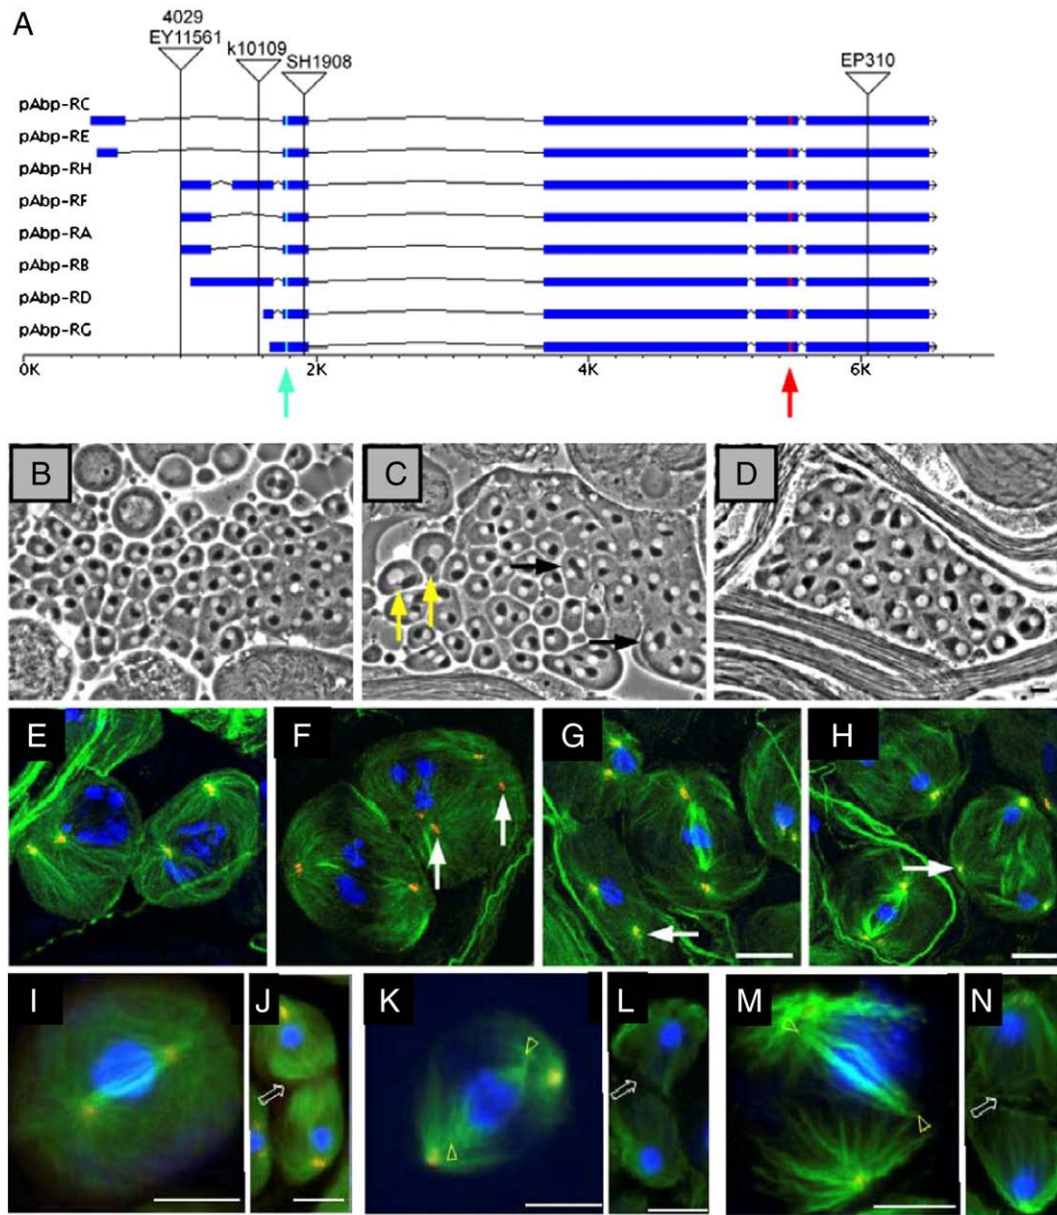 A
4029
EY11561
k10109
SH1908
EP310
pAbp-RC
pAbp-RE
pAbp-RH
pAbp-RF
pAbp-RA
pAbp-RB
pAbp-RD
pAbp-RG
0K 2K 4K 6K
B C D
E F G H
I J K L M N